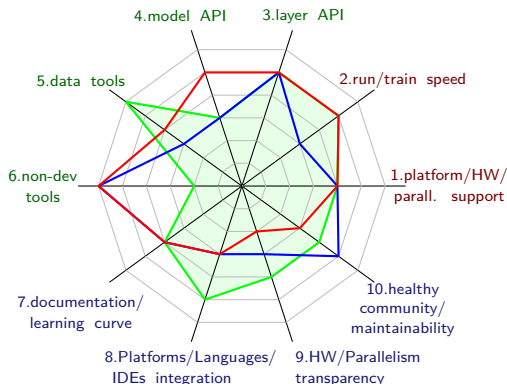 4.model API
3.layer API
5.data tools
2.run/train speed
6.non-dev
tools
1.platform/HW/
parall. support
7.documentation/
learning curve
10.healthy
community/
maintainability
8.Platforms/Languages/
IDEs integration
9.HW/Parallelism
transparency